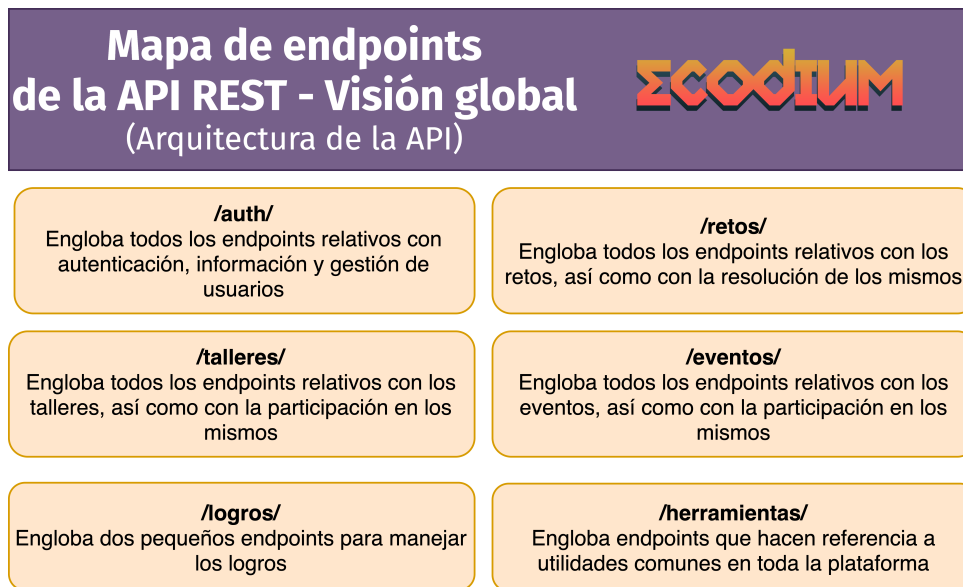 Mapa de endpoints
de la API REST - Visión global
(Arquitectura de la API)
ECODIUM
/auth/
Engloba todos los endpoints relativos con
autenticación, información y gestión de
usuarios
/retos/
Engloba todos los endpoints relativos con los
retos, así como con la resolución de los mismos
/talleres/
Engloba todos los endpoints relativos con los
talleres, así como con la participación en los
mismos
/eventos/
Engloba todos los endpoints relativos con los
eventos, así como con la participación en los
mismos
/logros/
Engloba dos pequeños endpoints para manejar
los logros
/herramientas/
Engloba endpoints que hacen referencia a
utilidades comunes en toda la plataforma